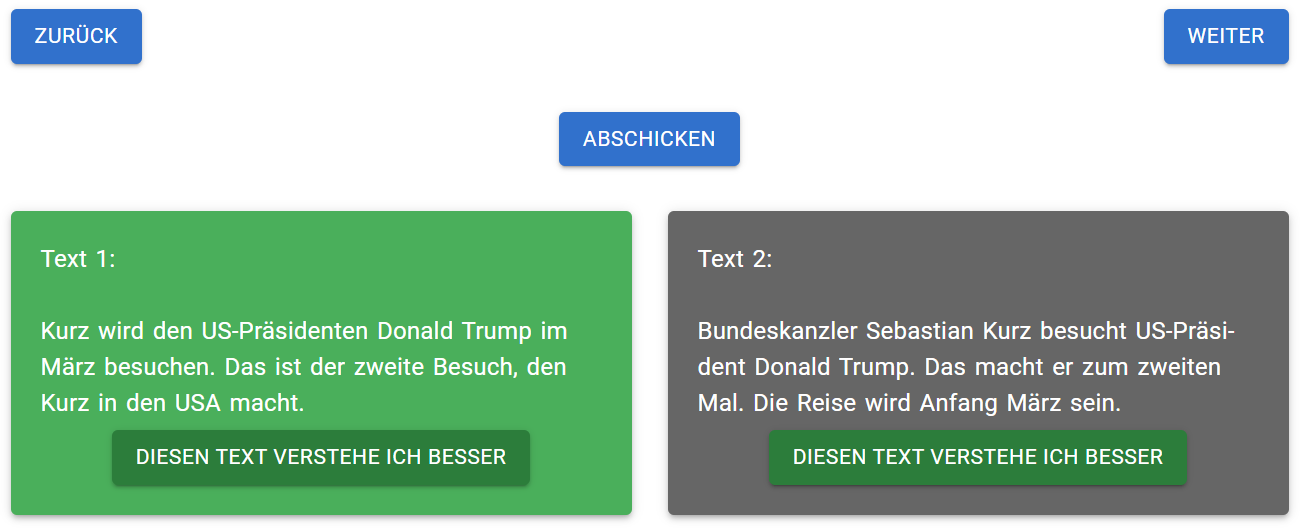 ZURÜCK
WEITER
ABSCHICKEN
Text 1:
Kurz wird den US-Präsidenten Donald Trump im
März besuchen. Das ist der zweite Besuch, den
Kurz in den USA macht.
DIESEN TEXT VERSTEHE ICH BESSER
Text 2:
Bundeskanzler Sebastian Kurz besucht US-Präsi-
dent Donald Trump. Das macht er zum zweiten
Mal. Die Reise wird Anfang März sein.
DIESEN TEXT VERSTEHE ICH BESSER